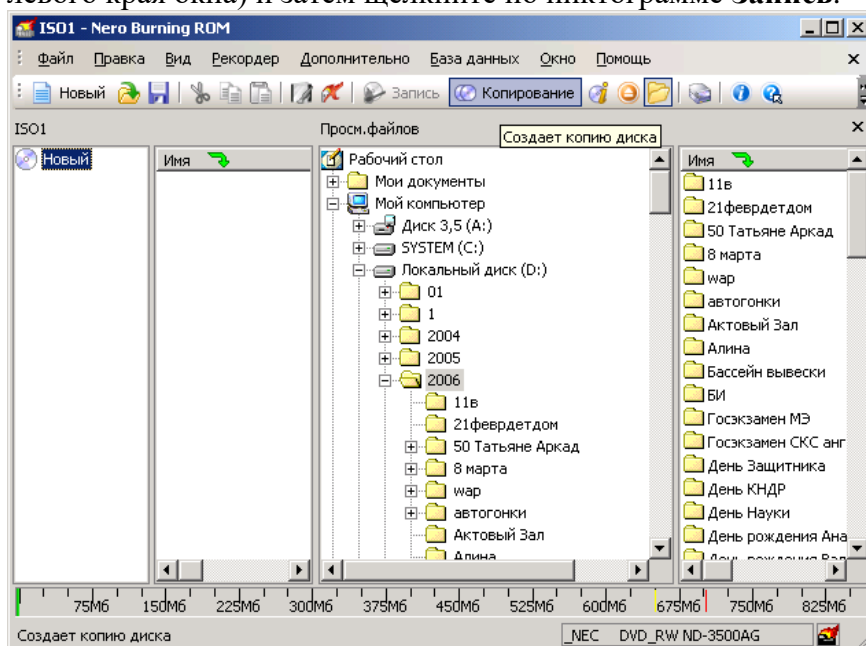 левого края окна) и затем щелкните по пиктограмме Запись.
ISO1 - Nero Burning ROM
Файл Правка Вид Рекордер Дополнительно База данных Окно Помощь
Новый Запись Копирование
ISO1 Просм.файлов
Создает копию диска
Новый
Имя
Рабочий стол
Мои документы
Мой компьютер
Диск 3,5 (A:)
SYSTEM (C:)
Локальный диск (D:)
01
1
2004
2005
2006
11в
21феврдетдом
50 Татьяне Аркад
8 марта
wap
автогонки
Актовый Зал
Алина
Имя
11в
21феврдетдом
50 Татьяне Аркад
8 марта
wap
автогонки
Актовый Зал
Алина
Бассейн вывески
БИ
Госэкзамен МЭ
Госэкзамен СКС анг
День Защитника
День КНДР
День Науки
День рождения Ана
75Мб 150Мб 225Мб 300Мб 375Мб 450Мб 525Мб 600Мб 675Мб 750Мб 825Мб
Создает копию диска _NEC DVD_RW ND-3500AG